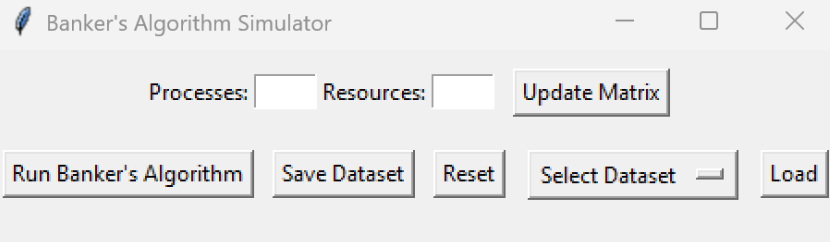 Banker's Algorithm Simulator
Processes: Resources: Update Matrix
Run Banker's Algorithm Save Dataset Reset Select Dataset Load